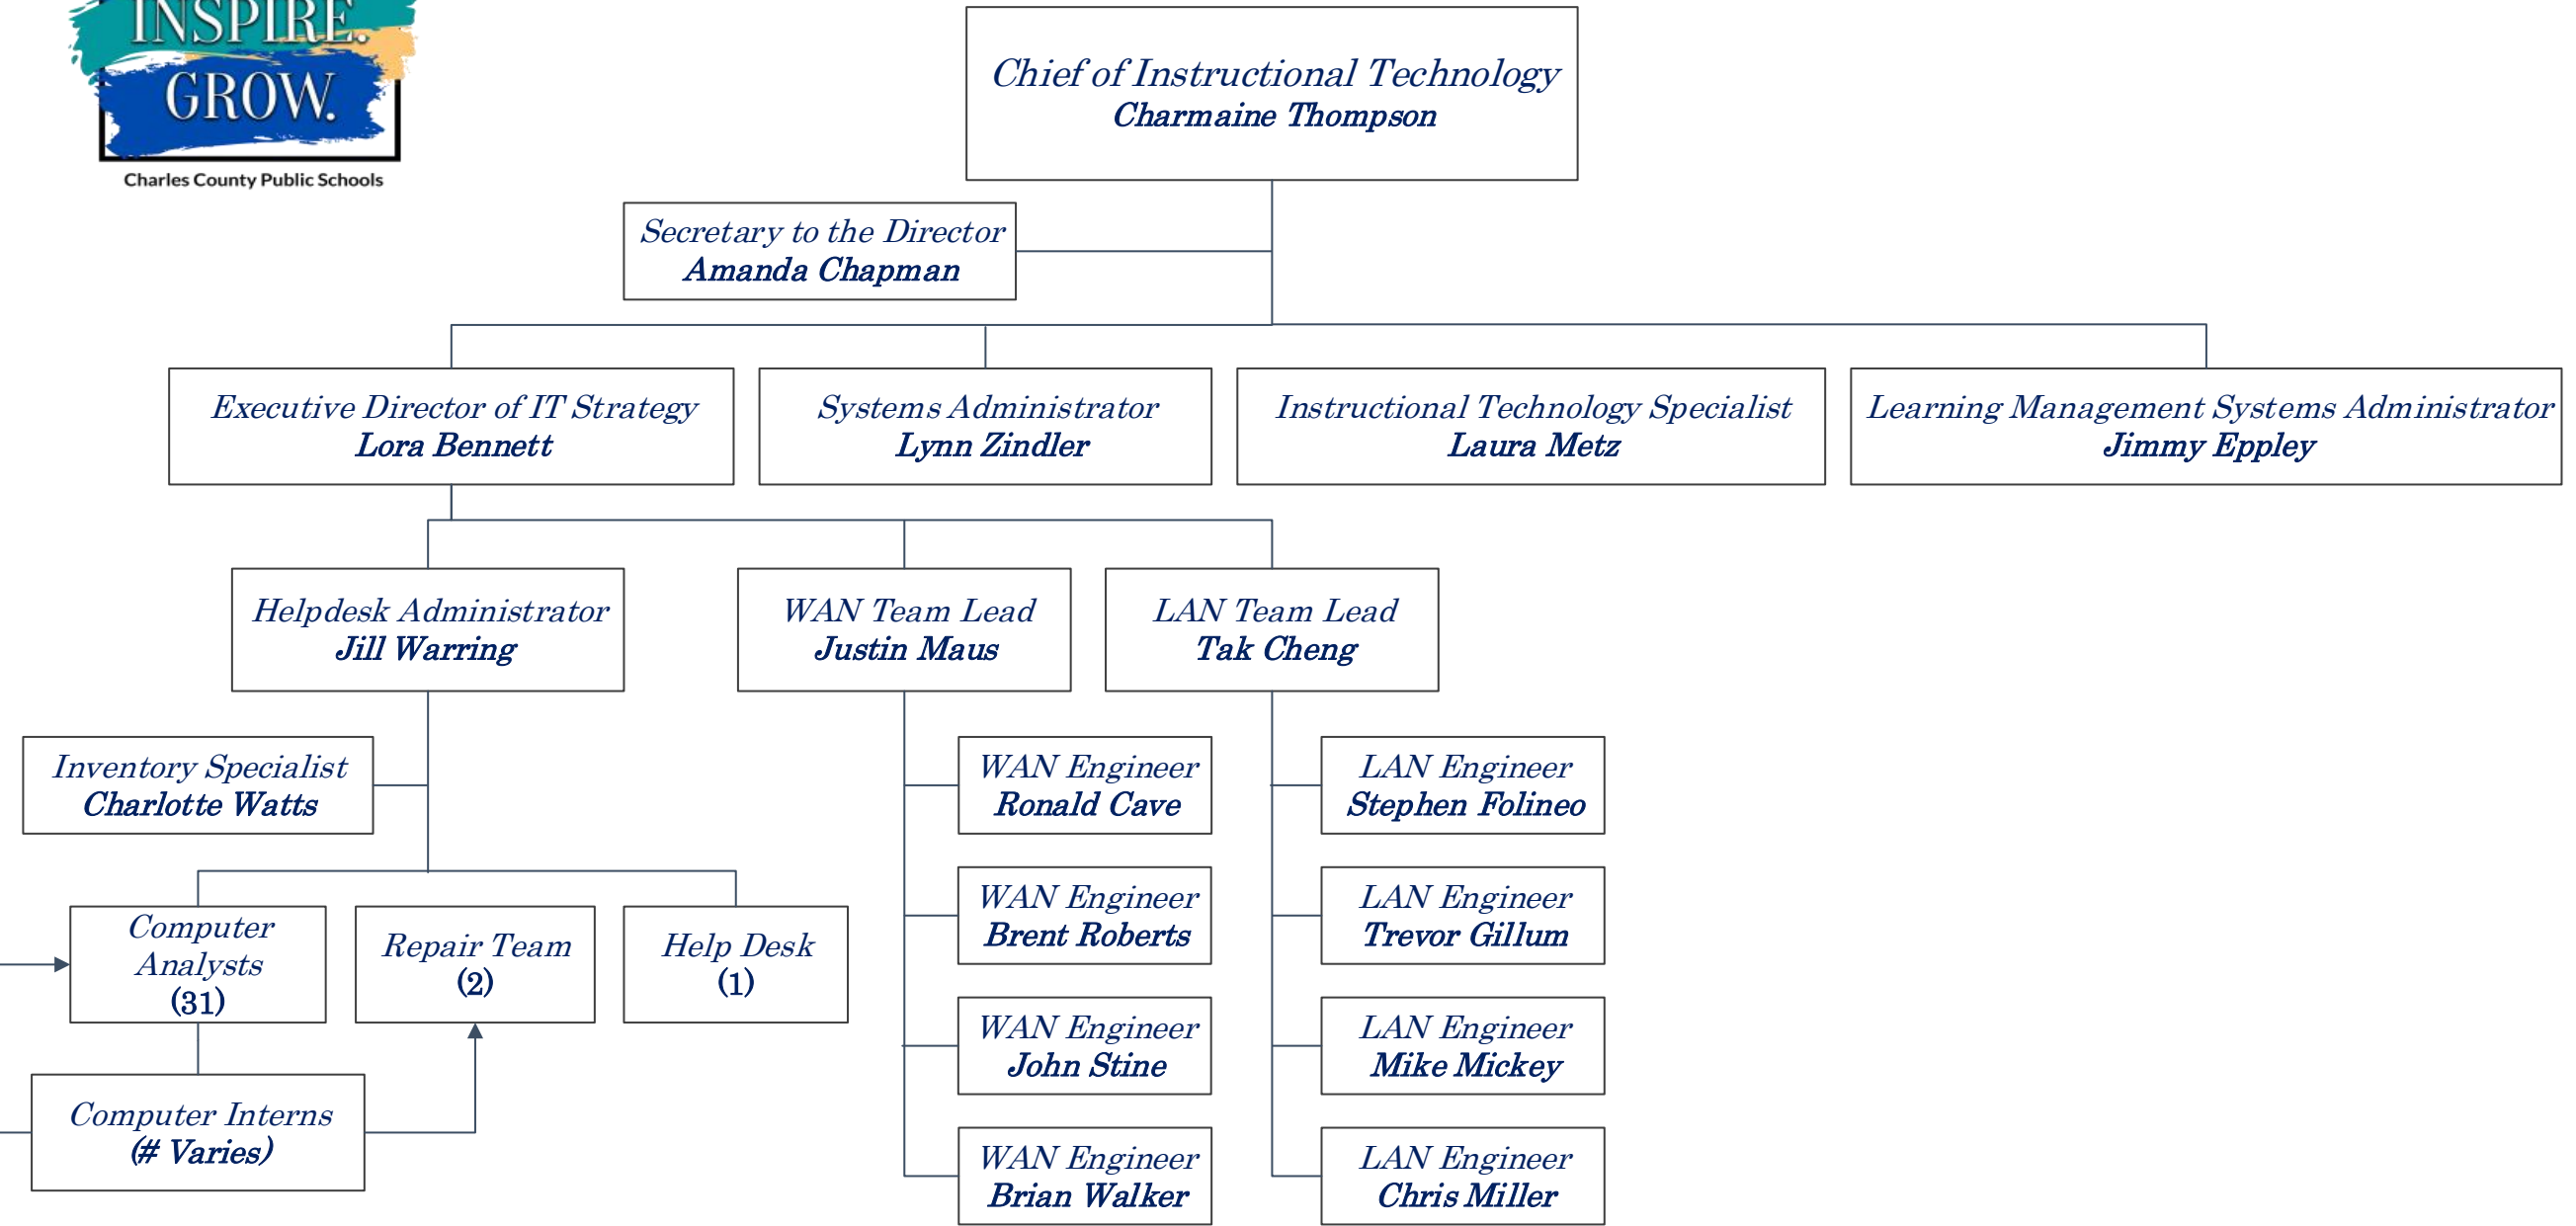 INSPIRE.
GROW.
Charles County Public Schools
Chief of Instructional Technology
Charmaine Thompson
Secretary to the Director
Amanda Chapman
Executive Director of IT Strategy
Lora Bennett
Systems Administrator
Lynn Zindler
Instructional Technology Specialist
Laura Metz
Learning Management Systems Administrator
Jimmy Eppley
Helpdesk Administrator
Jill Warring
WAN Team Lead
Justin Maus
LAN Team Lead
Tak Cheng
Inventory Specialist
Charlotte Watts
WAN Engineer
Ronald Cave
LAN Engineer
Stephen Folineo
WAN Engineer
Brent Roberts
LAN Engineer
Trevor Gillum
Computer
Analysts
(31)
Repair Team
(2)
Help Desk
(1)
WAN Engineer
John Stine
LAN Engineer
Mike Mickey
Computer Interns
(# Varies)
WAN Engineer
Brian Walker
LAN Engineer
Chris Miller